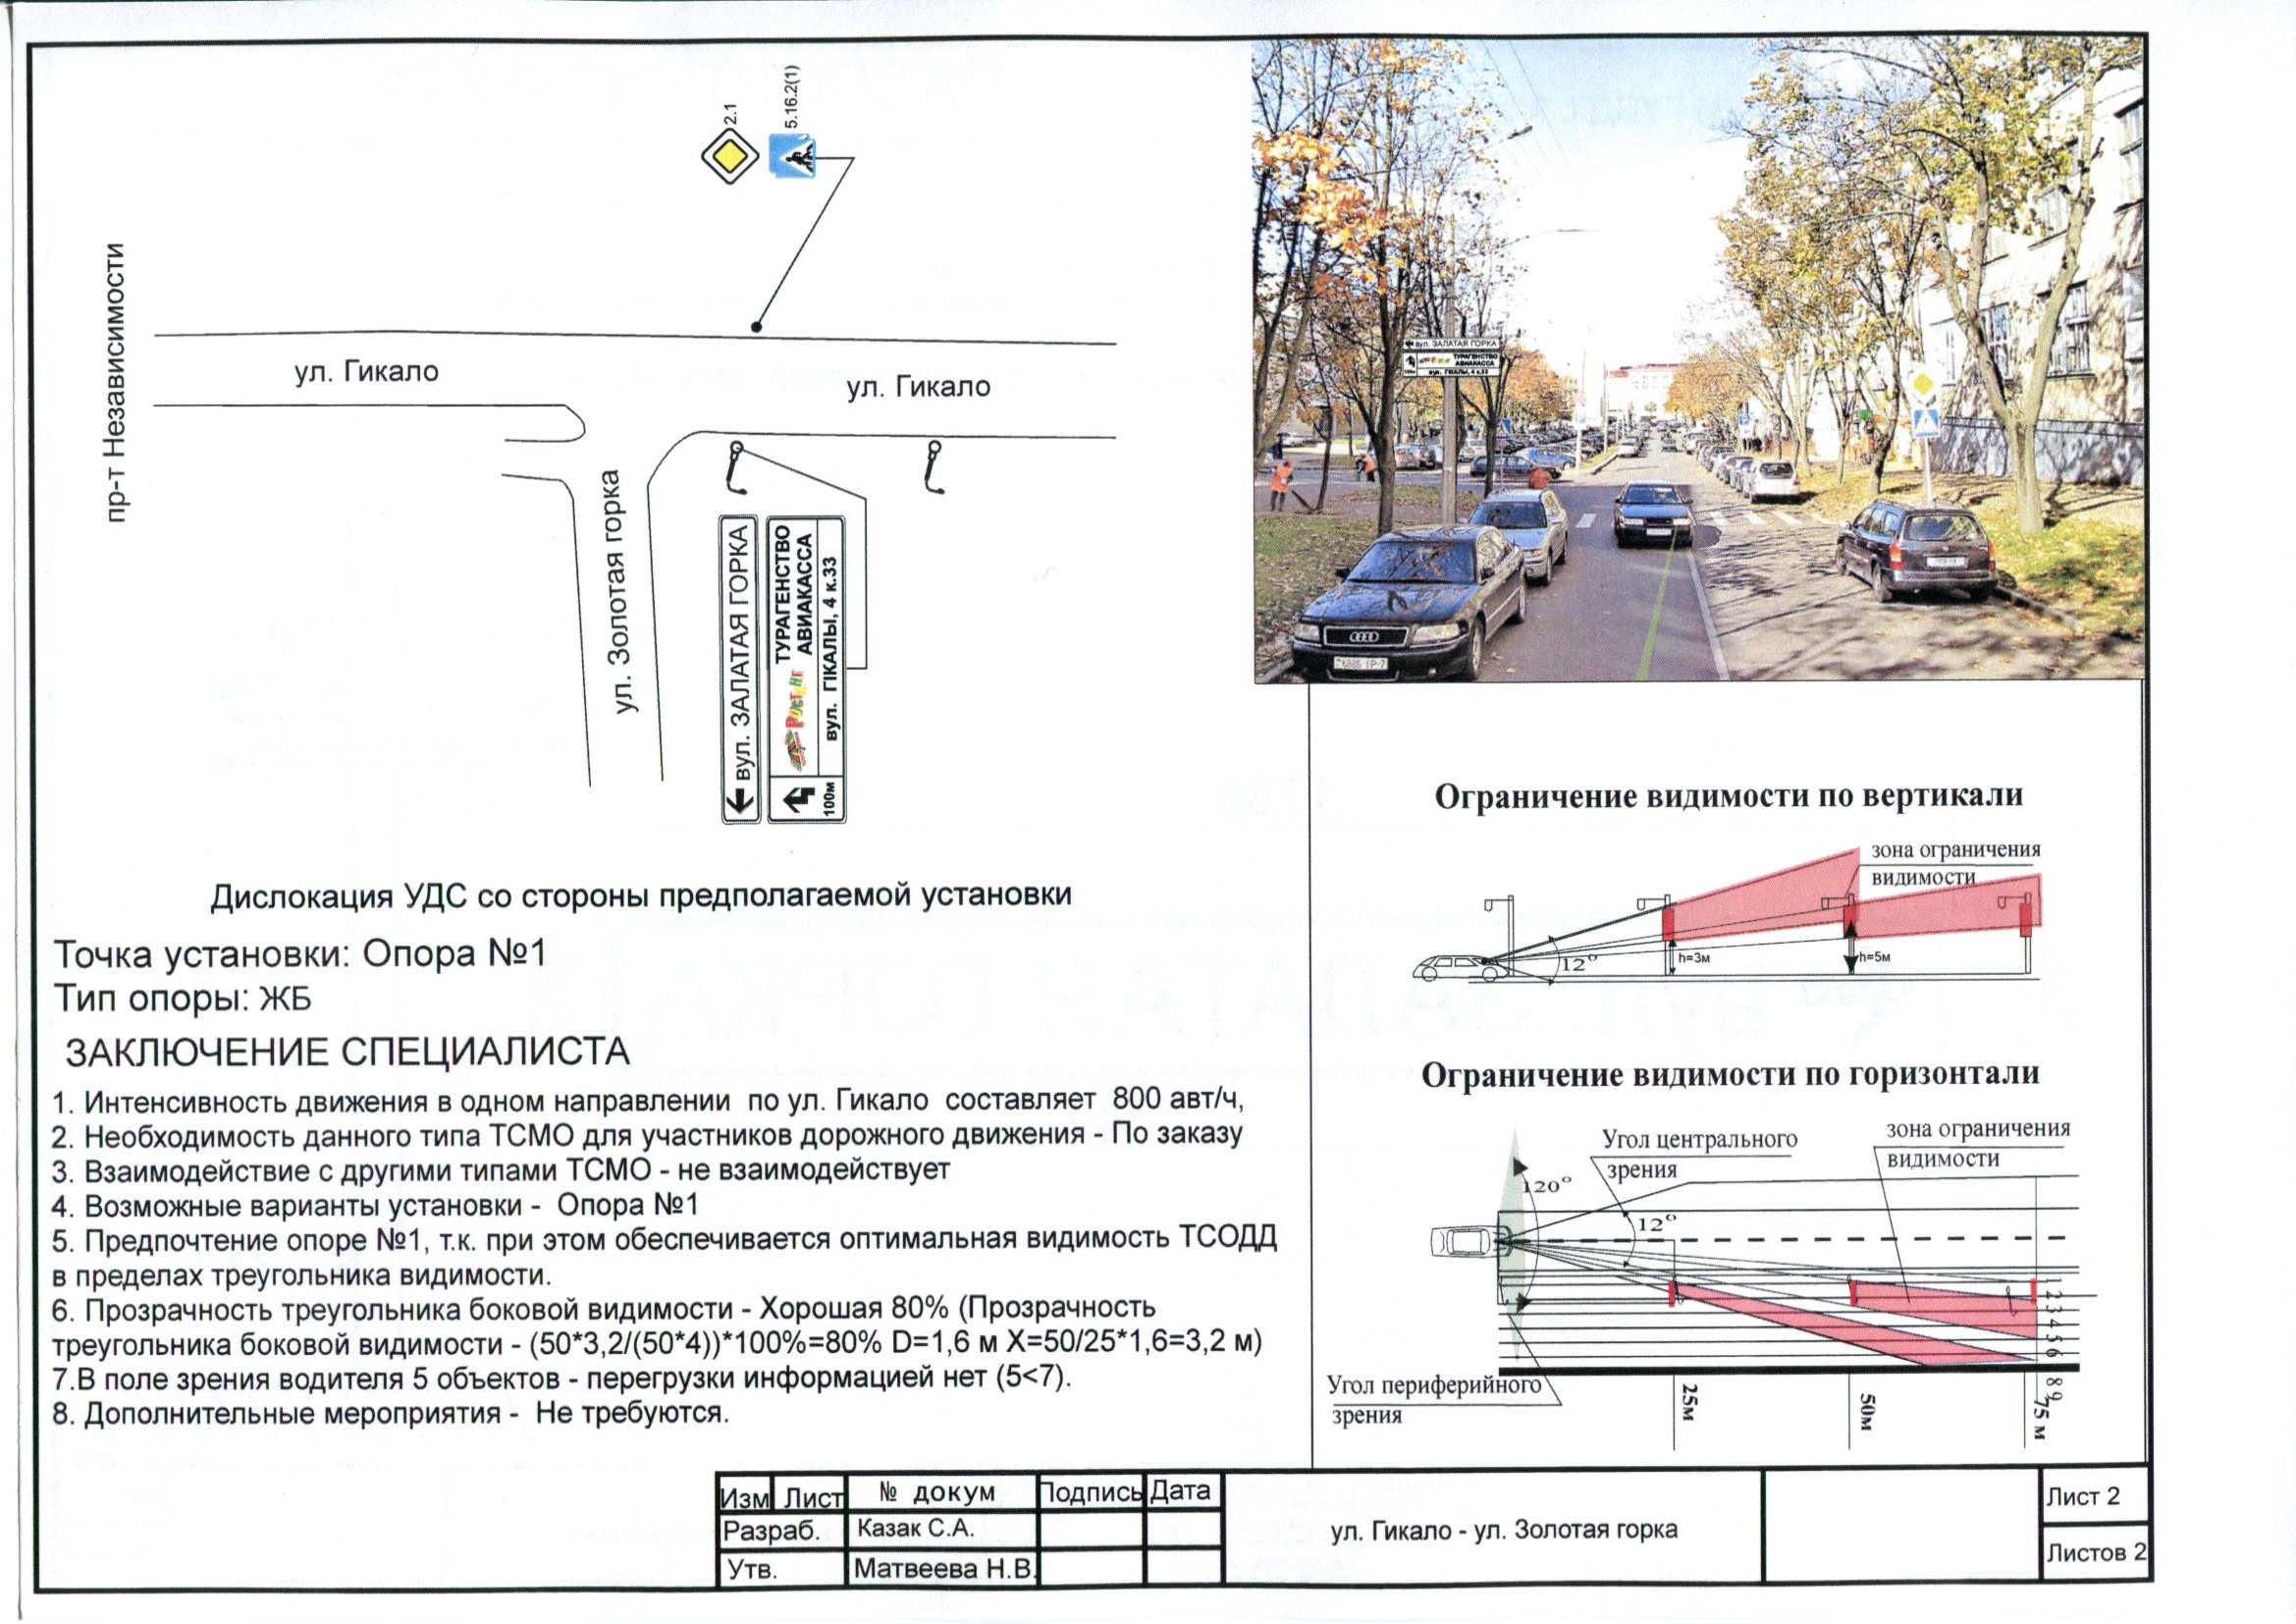 2.1
5.16.2(1)
пр-т Независимости
ул. Гикало
ул. Гикало
ул. Золотая горка
вул. ЗАЛАТАЯ ГОРКА
ТУРАГЕНСТВО
АВИАКАССА
вул. ГІКАЛЫ, 4 к.33
100м
вул. ЗАЛАТАЯ ГОРКА
ТУРАГЕНСТВО
АВИАКАССА
вул. ГІКАЛЫ, 4 к.33
Дислокация УДС со стороны предполагаемой установки
Точка установки: Опора №1
Тип опоры: ЖБ
ЗАКЛЮЧЕНИЕ СПЕЦИАЛИСТА
1. Интенсивность движения в одном направлении по ул. Гикало составляет 800 авт/ч,
2. Необходимость данного типа ТСМО для участников дорожного движения - По заказу
3. Взаимодействие с другими типами ТСМО - не взаимодействует
4. Возможные варианты установки - Опора №1
5. Предпочтение опоре №1, т.к. при этом обеспечивается оптимальная видимость ТСОДД
в пределах треугольника видимости.
6. Прозрачность треугольника боковой видимости - Хорошая 80% (Прозрачность
треугольника боковой видимости - (50*3,2/(50*4))*100%=80% D=1,6 м X=50/25*1,6=3,2 м)
7.В поле зрения водителя 5 объектов - перегрузки информацией нет (5<7).
8. Дополнительные мероприятия - Не требуются.
Ограничение видимости по вертикали
зона ограничения
видимости
12°
h=3м
h=5м
Ограничение видимости по горизонтали
Угол центрального
зрения
зона ограничения
видимости
120°
12°
1 2 3 4 5 6 8 9
Угол периферийного
зрения
25м
50м
75 м
Изм Лист № докум Подпись Дата
Разраб. Казак С.А.
Утв. Матвеева Н.В.
ул. Гикало - ул. Золотая горка
Лист 2
Листов 2